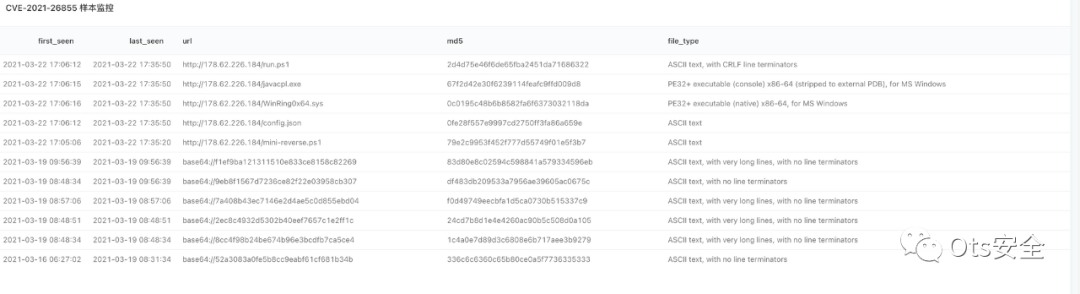 CVE-2021-26855 样本监控
first_seen last_seen url md5 file_type
2021-03-22 17:06:12 2021-03-22 17:35:50 http://178.62.226.184/run.ps1 2d4d75e46f6de65fba2451da71686322 ASCII text, with CRLF line terminators
2021-03-22 17:06:15 2021-03-22 17:35:50 http://178.62.226.184/javacpl.exe 67f2d42e30f6239114feafc9ffd009d8 PE32+ executable (console) x86-64 (stripped to external PDB), for MS Windows
2021-03-22 17:06:16 2021-03-22 17:35:50 http://178.62.226.184/WinRing0x64.sys 0c0195c48b6b8582fa6f6373032118da PE32+ executable (native) x86-64, for MS Windows
2021-03-22 17:06:12 2021-03-22 17:35:50 http://178.62.226.184/config.json 0fe28f557e9997cd2750ff3fa86a659e ASCII text
2021-03-22 17:05:06 2021-03-22 17:35:20 http://178.62.226.184/mini-reverse.ps1 79e2c9953f452f777d55749f01e5f3b7 ASCII text
2021-03-19 09:56:39 2021-03-19 09:56:39 base64://f1ef9ba121311510e833ce8158c82269 83d80e8c02594c598841a579334596eb ASCII text, with very long lines, with no line terminators
2021-03-19 08:48:34 2021-03-19 09:56:39 base64://9eb8f1567d7236ce82f22e03958cb307 df483db209533a7956ae39605ac0675c ASCII text, with no line terminators
2021-03-19 08:57:06 2021-03-19 08:57:06 base64://7a408b43ec7146e2d4ae5c0d855ebd04 f0d49749eecbfa1d5ca0730b515337c9 ASCII text, with very long lines, with no line terminators
2021-03-19 08:48:51 2021-03-19 08:48:51 base64://2ec8c4932d5302b40eef7657c1e2ff1c 24cd7b8d1e4e4260ac90b5c508d0a105 ASCII text, with very long lines, with no line terminators
2021-03-19 08:48:34 2021-03-19 08:48:34 base64://8cc4f98b24be674b96e3bcdfb7ca5ce4 1c4a0e7d89d3c6808e6b717aee3b9279 ASCII text, with very long lines, with no line terminators
2021-03-16 06:27:02 2021-03-19 08:31:34 base64://52a3083a0fe5b8cc9eabf61cf681b34b 336c6c6360c65b80ce0a5f7736335333 ASCII text, with no line terminators
Ots安全